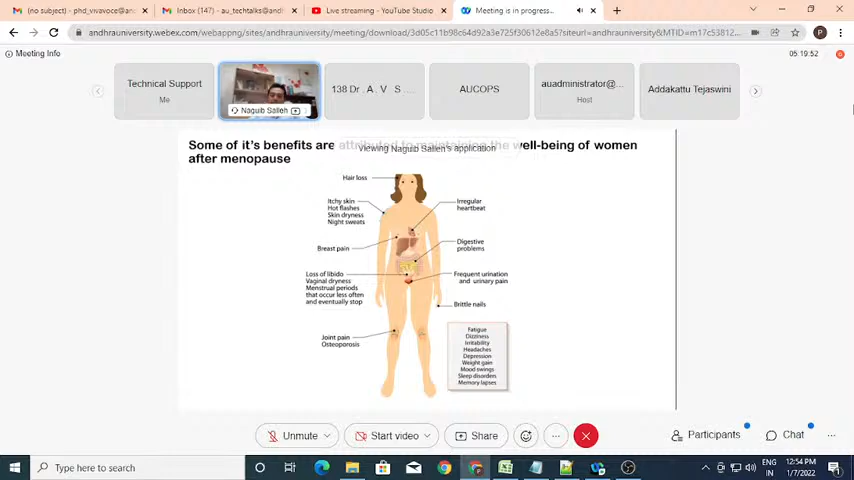 (no subject) - phd_vivavoce@an
Inbox (147) - au_techtalks@andh
Live streaming - YouTube Studio
Meeting is in progress...
andhrauniversity.webex.com/webappng/sites/andhrauniversity/meeting/download/3d05c11b98c64d92a3e725f30612e8a5?siteurl=andhrauniversity&MTID=m17c53812...
Meeting Info
05:19:52
Technical Support
Me
Naguib Salleh
138 Dr . A . V S ...
AUCOPS
auadministrator@...
Host
Addakattu Tejaswini
Some of it's benefits are attributed to maintaining the well-being of women
after menopause
Viewing Naguib Salleh's application
Hair loss
Itchy skin
Hot flashes
Skin dryness
Night sweats
Irregular
heartbeat
Breast pain
Digestive
problems
Loss of libido
Vaginal dryness
Menstrual periods
that occur less often
and eventually stop
Frequent urination
and urinary pain
Brittle nails
Joint pain
Osteoporosis
Fatigue
Dizziness
Irritability
Headaches
Depression
Weight gain
Mood swings
Sleep disorders
Memory lapses
Unmute
Start video
Share
Participants
Chat
Type here to search
ENG
IN
12:54 PM
1/7/2022